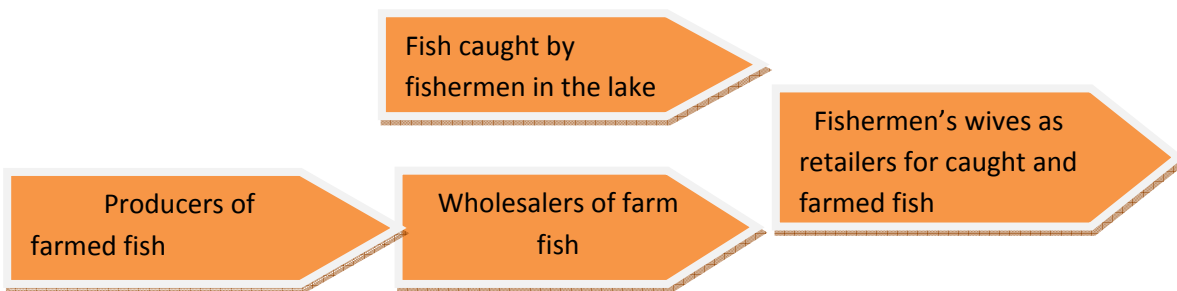 Fish caught by
fishermen in the lake
Fishermen’s wives as
retailers for caught and
farmed fish
Producers of
farmed fish
Wholesalers of farm
fish